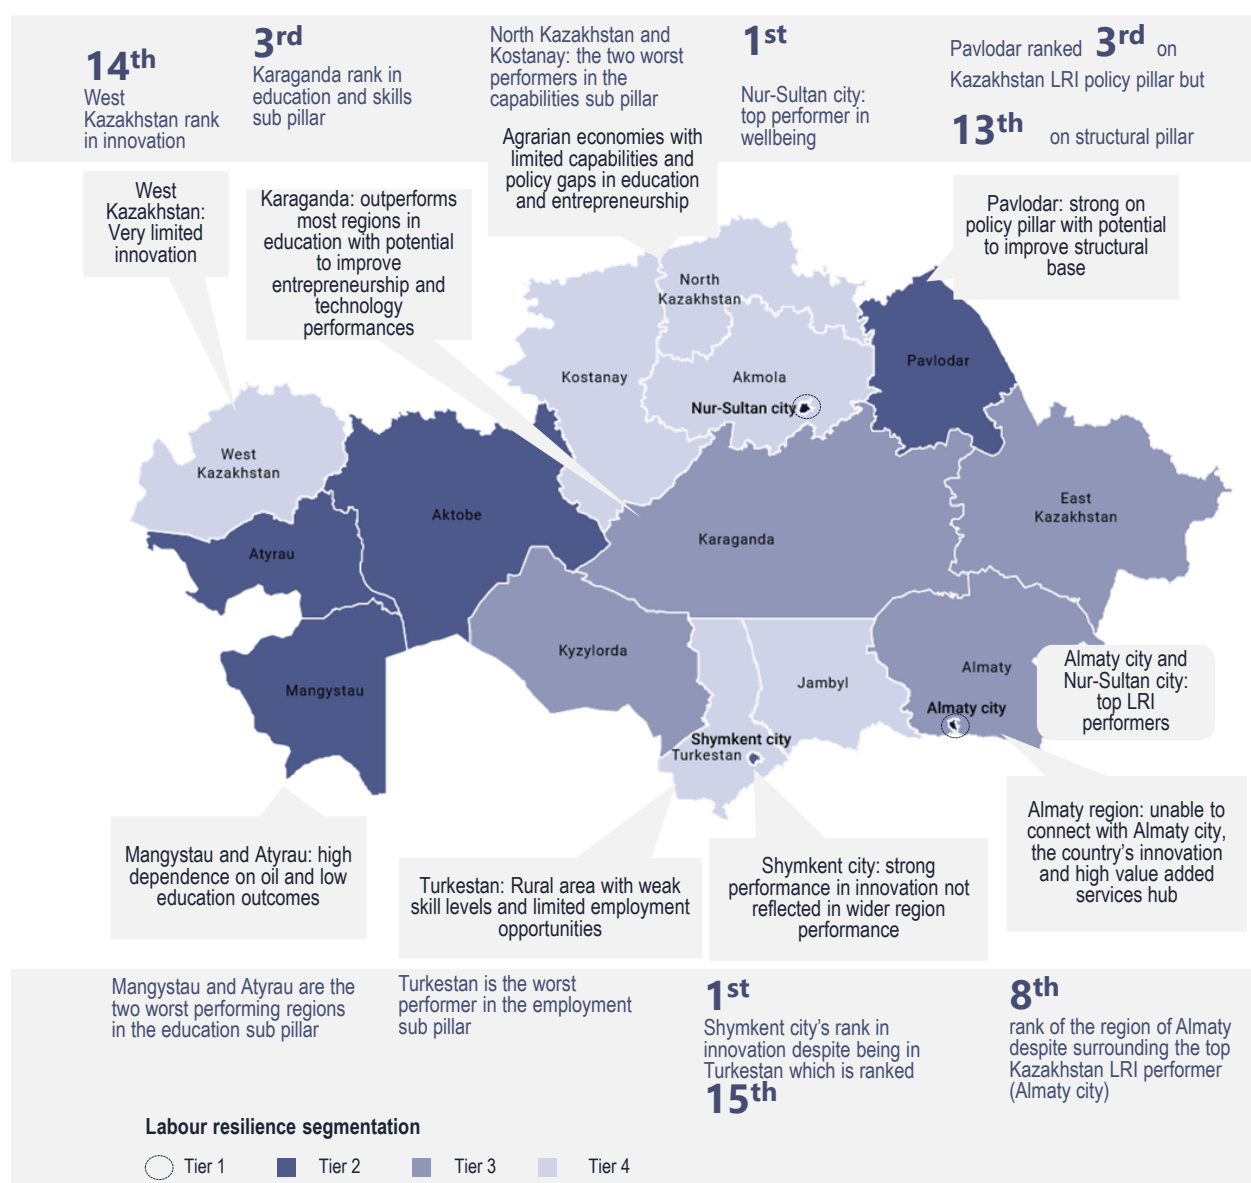 14th
West
Kazakhstan rank
in innovation
3rd
Karaganda rank in
education and skills
sub pillar
North Kazakhstan and
Kostanay: the two worst
performers in the
capabilities sub pillar
1st
Nur-Sultan city:
top performer in
wellbeing
Pavlodar ranked 3rd on
Kazakhstan LRI policy pillar but
13th on structural pillar
West
Kazakhstan:
Very limited
innovation
Karaganda: outperforms
most regions in
education with potential
to improve
entrepreneurship and
technology
performances
Agrarian economies with
limited capabilities and
policy gaps in education
and entrepreneurship
Pavlodar: strong on
policy pillar with potential
to improve structural
base
North
Kazakhstan
Kostanay
Akmola
Nur-Sultan city
Pavlodar
West
Kazakhstan
Aktobe
Atyrau
Karaganda
East
Kazakhstan
Kyzylorda
Mangystau
Jambyl
Almaty
Almaty city
Shymkent city
Turkestan
Almaty city and
Nur-Sultan city:
top LRI
performers
Mangystau and Atyrau: high
dependence on oil and low
education outcomes
Turkestan: Rural area with weak
skill levels and limited employment
opportunities
Shymkent city: strong
performance in innovation not
reflected in wider region
performance
Almaty region: unable to
connect with Almaty city,
the country's innovation
and high value added
services hub
Mangystau and Atyrau are the
two worst performing regions
in the education sub pillar
Turkestan is the worst
performer in the employment
sub pillar
1st
Shymkent city's rank in
innovation despite being in
Turkestan which is ranked
15th
8th
rank of the region of Almaty
despite surrounding the top
Kazakhstan LRI performer
(Almaty city)
Labour resilience segmentation
Tier 1
Tier 2
Tier 3
Tier 4